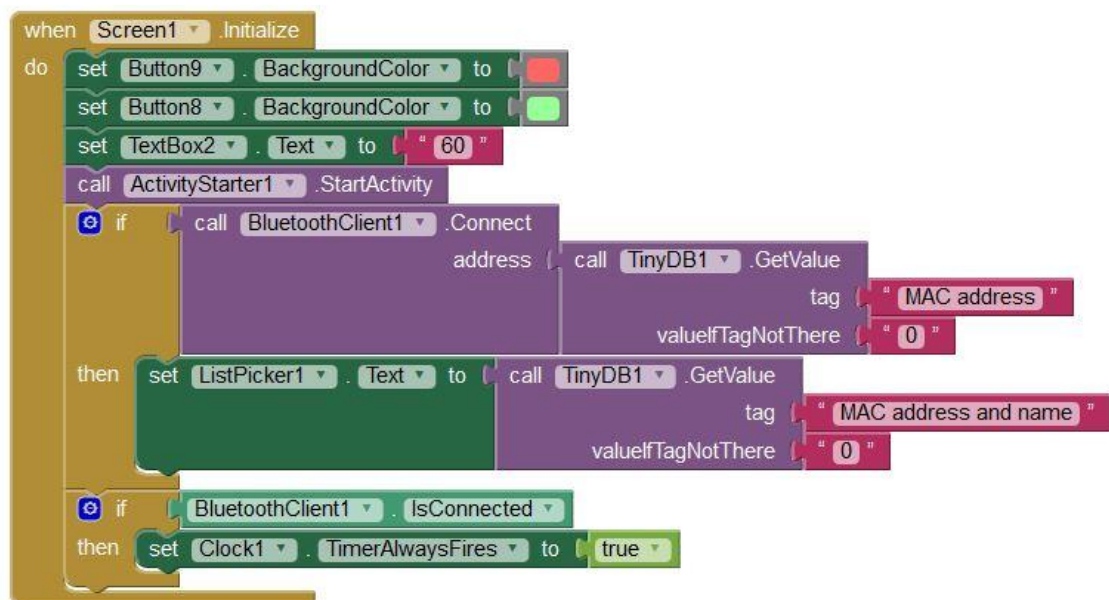 when Screen1 .Initialize
do set Button9 . BackgroundColor to
set Button8 . BackgroundColor to
set TextBox2 . Text to " 60 "
call ActivityStarter1 .StartActivity
if call BluetoothClient1 .Connect
address call TinyDB1 .GetValue
tag " MAC address "
valueIfTagNotThere " 0 "
then set ListPicker1 . Text to call TinyDB1 .GetValue
tag " MAC address and name "
valueIfTagNotThere " 0 "
if BluetoothClient1 . IsConnected
then set Clock1 . TimerAlwaysFires to true